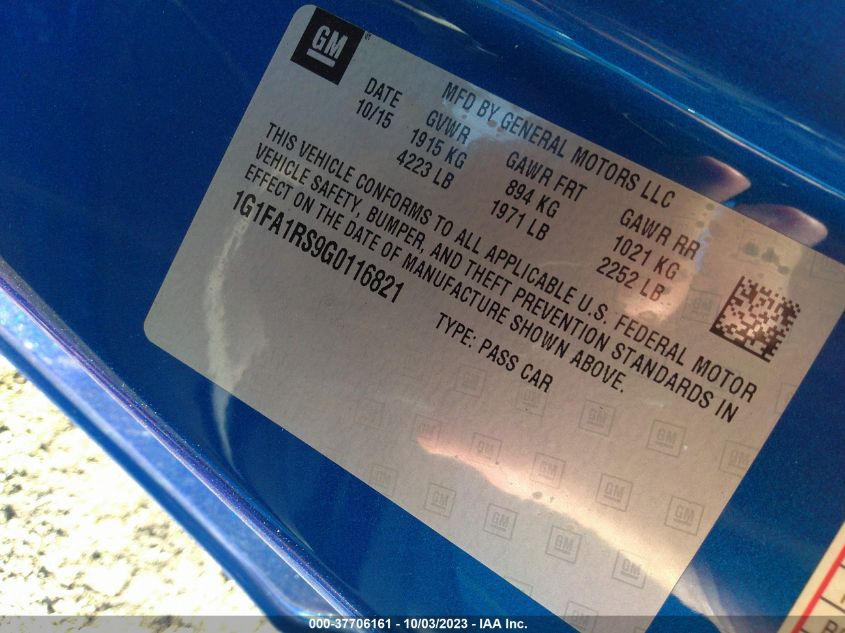 GM
MFD BY GENERAL MOTORS LLC
DATE GVWR GAWR FRT GAWR RR
10/15 1915 KG 894 KG 1021 KG
4223 LB 1971 LB 2252 LB
THIS VEHICLE CONFORMS TO ALL APPLICABLE U.S. FEDERAL MOTOR
VEHICLE SAFETY, BUMPER, AND THEFT PREVENTION STANDARDS IN
EFFECT ON THE DATE OF MANUFACTURE SHOWN ABOVE.
1G1FA1RS9G0116821
TYPE: PASS CAR
000-37706161 - 10/03/2023 - IAA Inc.